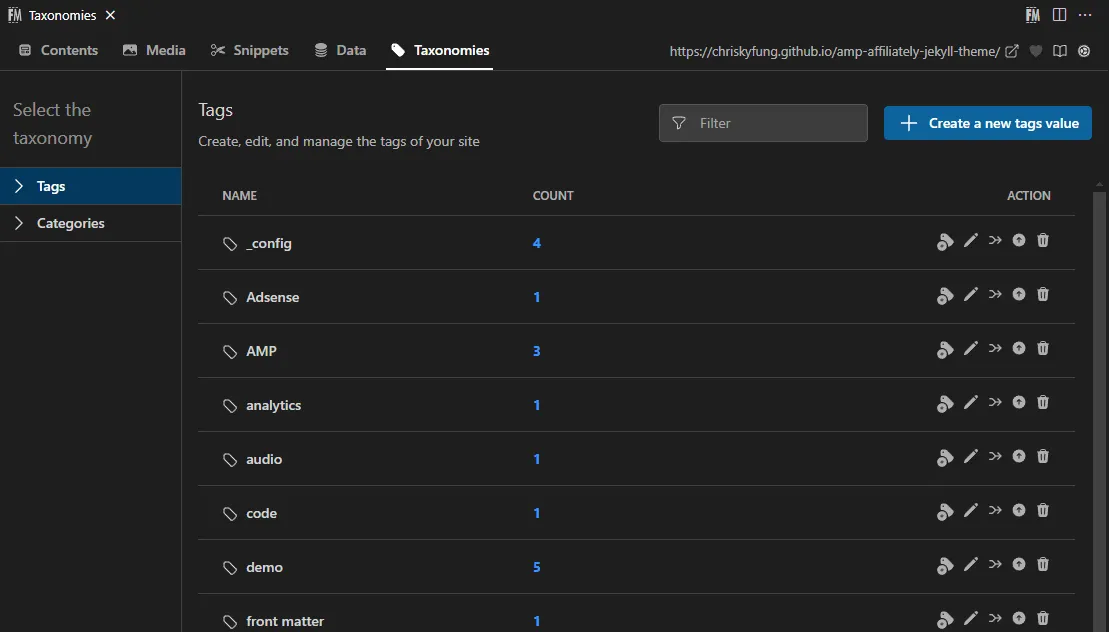 FM Taxonomies
FM
Contents Media Snippets Data Taxonomies https://chriskyfung.github.io/amp-affiliately-jekyll-theme/
Select the
taxonomy
Tags
Categories
Tags
Create, edit, and manage the tags of your site
Filter
Create a new tags value
NAME COUNT ACTION
_config 4
Adsense 1
AMP 3
analytics 1
audio 1
code 1
demo 5
front matter 1